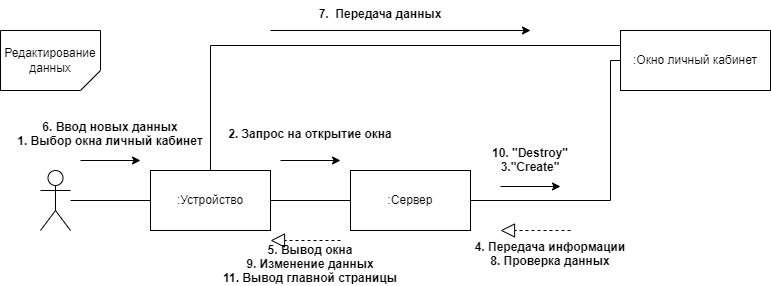 7. Передача данных
Редактирование
данных
:Окно личный кабинет
6. Ввод новых данных
1. Выбор окна личный кабинет
2. Запрос на открытие окна
10. "Destroy"
3."Create"
:Устройство
:Сервер
5. Вывод окна
9. Изменение данных
11. Вывод главной страницы
4. Передача информации
8. Проверка данных